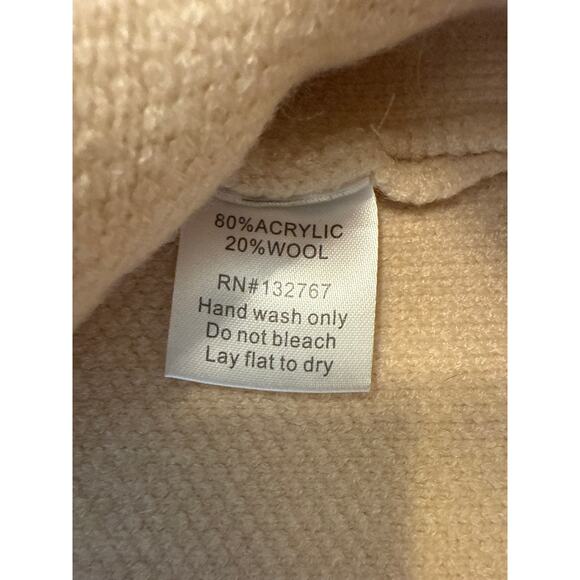 80%ACRYLIC
20%WOOL
RN#132767
Hand wash only
Do not bleach
Lay flat to dry